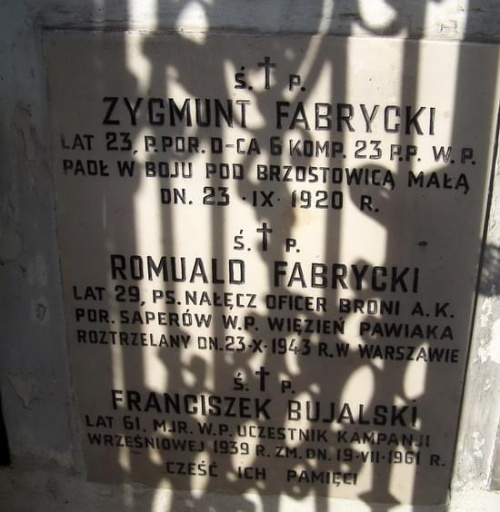 Ś. † P.
ZYGMUNT FABRYCKI
LAT 23, P.POR. D-CA 6 KOMP. 23 P.P. W.P.
PADŁ W BOJU POD BRZOSTOWICĄ MAŁĄ
DN. 23·IX·1920 R.
Ś. † P.
ROMUALD FABRYCKI
LAT 29, PS. NAŁĘCZ OFICER BRONI A.K.
POR. SAPERÓW W.P. WIĘZIEŃ PAWIAKA
ROZTRZELANY DN. 23·X·1943 R. W WARSZAWIE
Ś. † P.
FRANCISZEK BUJALSKI
LAT 61. MJR. W.P. UCZESTNIK KAMPANJI
WRZEŚNIOWEJ 1939 R. ZM. DN. 19·VII·1961 R.
CZEŚĆ ICH PAMIĘCI